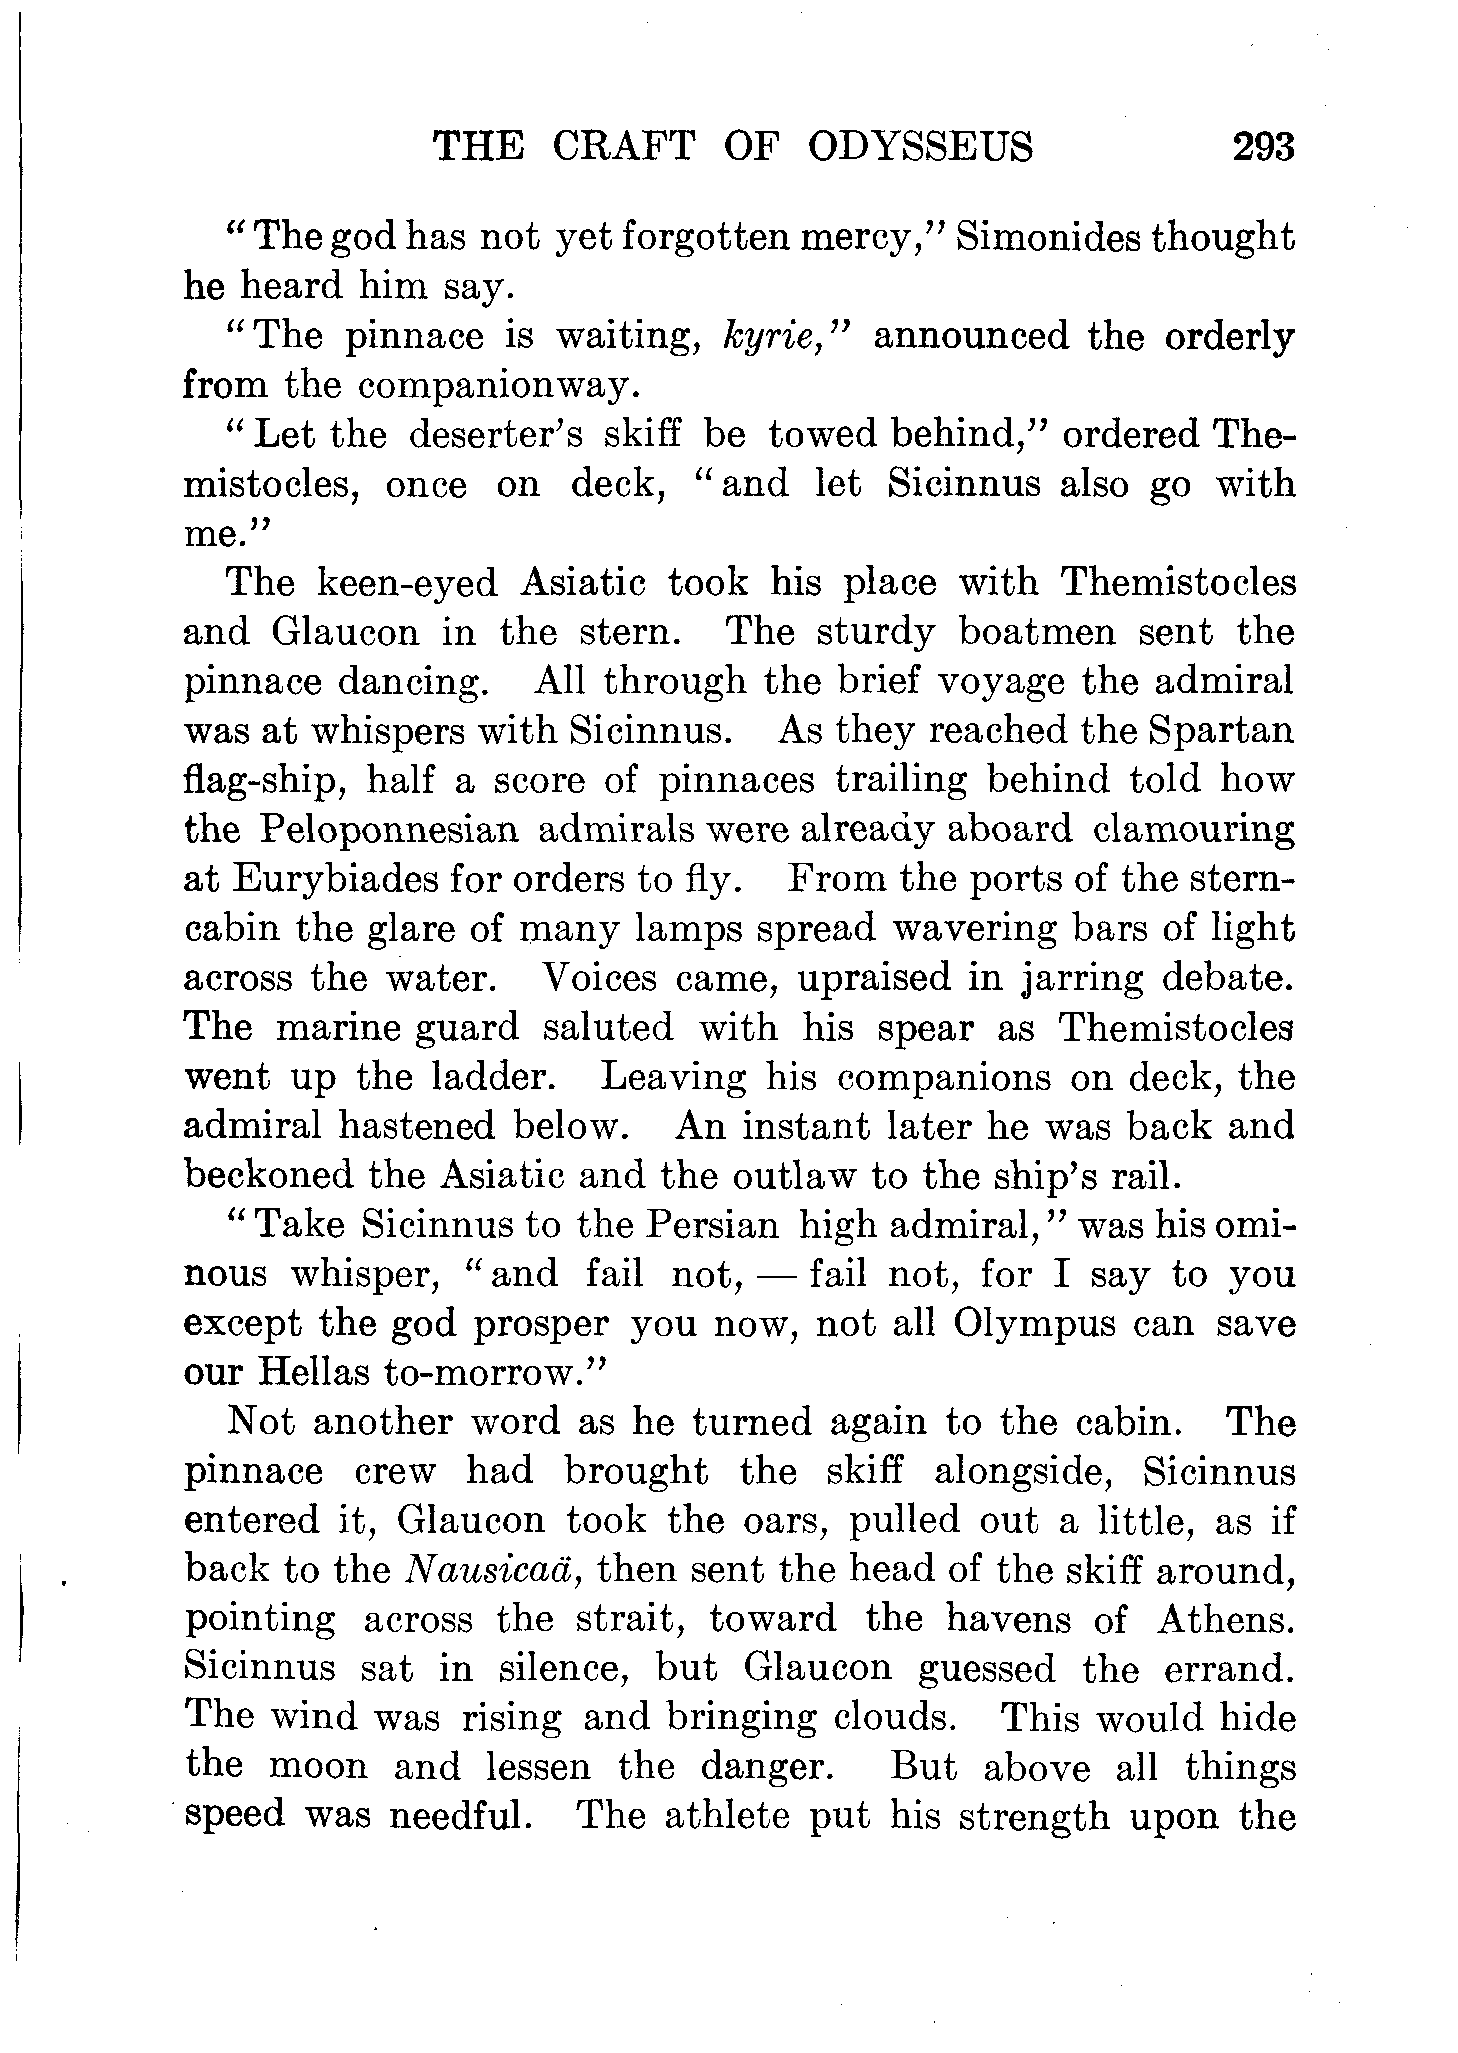 THE CRAFT OF ODYSSEUS 293
"The god has not yet forgotten mercy," Simonides thought
he heard him say.
"The pinnace is waiting, kyrie," announced the orderly
from the companionway.
"Let the deserter's skiff be towed behind," ordered The-
mistocles, once on deck, "and let Sicinnus also go with
me."
The keen-eyed Asiatic took his place with Themistocles
and Glaucon in the stern. The sturdy boatmen sent the
pinnace dancing. All through the brief voyage the admiral
was at whispers with Sicinnus. As they reached the Spartan
flag-ship, half a score of pinnaces trailing behind told how
the Peloponnesian admirals were already aboard clamouring
at Eurybiades for orders to fly. From the ports of the stern-
cabin the glare of many lamps spread wavering bars of light
across the water. Voices came, upraised in jarring debate.
The marine guard saluted with his spear as Themistocles
went up the ladder. Leaving his companions on deck, the
admiral hastened below. An instant later he was back and
beckoned the Asiatic and the outlaw to the ship's rail.
"Take Sicinnus to the Persian high admiral," was his omi-
nous whisper, "and fail not, — fail not, for I say to you
except the god prosper you now, not all Olympus can save
our Hellas to-morrow."
Not another word as he turned again to the cabin. The
pinnace crew had brought the skiff alongside, Sicinnus
entered it, Glaucon took the oars, pulled out a little, as if
back to the Nausicaä, then sent the head of the skiff around,
pointing across the strait, toward the havens of Athens.
Sicinnus sat in silence, but Glaucon guessed the errand.
The wind was rising and bringing clouds. This would hide
the moon and lessen the danger. But above all things
speed was needful. The athlete put his strength upon the